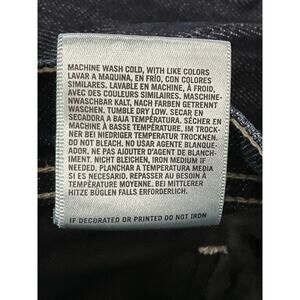 MACHINE WASH COLD, WITH LIKE COLORS
LAVAR A MAQUINA, EN FRÍO, CON COLORES
SIMILARES. LAVABLE EN MACHINE, À FROID,
AVEC DES COULEURS SIMILAIRES. MASCHINE-
NWASCHBAR KALT, NACH FARBEN GETRENNT
WASCHEN. TUMBLE DRY LOW. SECAR EN
SECADORA A BAJA TEMPERATURA. SÉCHER EN
MACHINE À BASSE TEMPÉRATURE. IM TROCK-
NER BEI NIEDRIGER TEMPERATUR TROCKNEN.
DO NOT BLEACH. NO USAR AGENTE BLANQUE-
ADOR. NE PAS AJOUTER D'AGENT DE BLANCH-
IMENT. NICHT BLEICHEN. IRON MEDIUM IF
NEEDED. PLANCHAR A TEMPERATURA MEDIA
SI ES NECESARIO. REPASSER AU BESOIN À
TEMPÉRATURE MOYENNE. BEI MITTLERER
HITZE BÜGLEN FALLS ERFORDERLICH.
IF DECORATED OR PRINTED DO NOT IRON